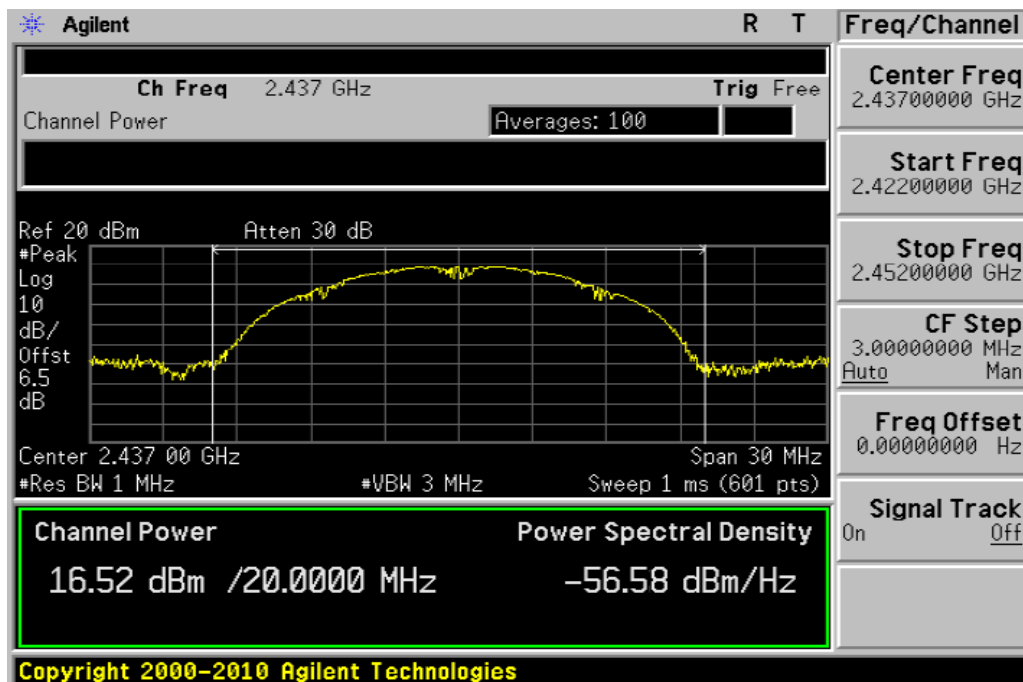 Agilent R T
Ch Freq 2.437 GHz Trig Free
Channel Power Averages: 100
Ref 20 dBm Atten 30 dB
#Peak
Log
10
dB/
Offst
6.5
dB
Center 2.437 00 GHz Span 30 MHz
#Res BW 1 MHz #VBW 3 MHz Sweep 1 ms (601 pts)
Channel Power Power Spectral Density
16.52 dBm /20.0000 MHz -56.58 dBm/Hz
Copyright 2000-2010 Agilent Technologies
Freq/Channel
Center Freq
2.43700000 GHz
Start Freq
2.42200000 GHz
Stop Freq
2.45200000 GHz
CF Step
3.00000000 MHz
Auto Man
Freq Offset
0.00000000 Hz
Signal Track
On Off